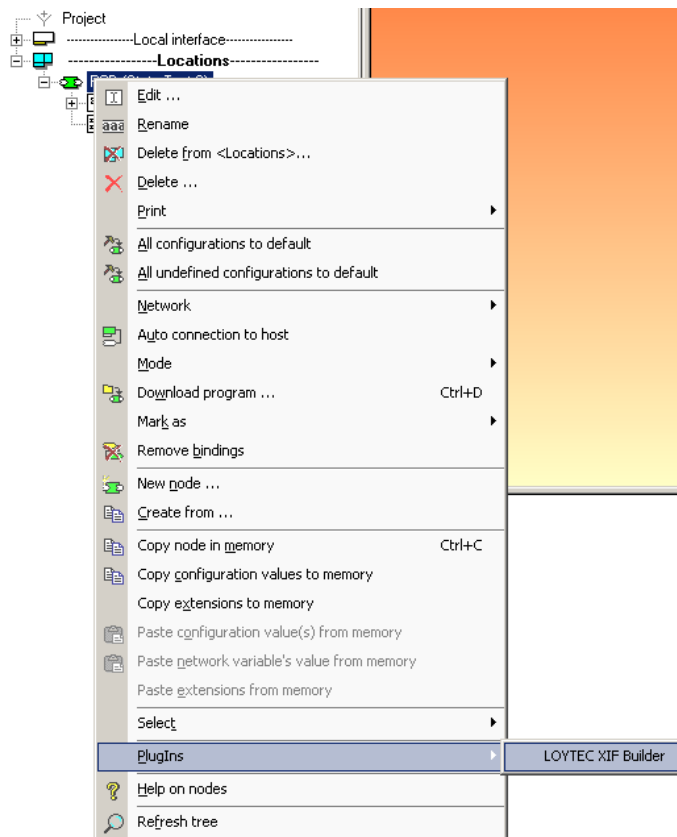 Project
----------------Local interface----------------
-----------------Locations-----------------
Edit ...
Rename
Delete from <Locations>...
Delete ...
Print
All configurations to default
All undefined configurations to default
Network
Auto connection to host
Mode
Download program ... Ctrl+D
Mark as
Remove bindings
New node ...
Create from ...
Copy node in memory Ctrl+C
Copy configuration values to memory
Copy extensions to memory
Paste configuration value(s) from memory
Paste network variable's value from memory
Paste extensions from memory
Select
PlugIns
LOYTEC XIF Builder
Help on nodes
Refresh tree